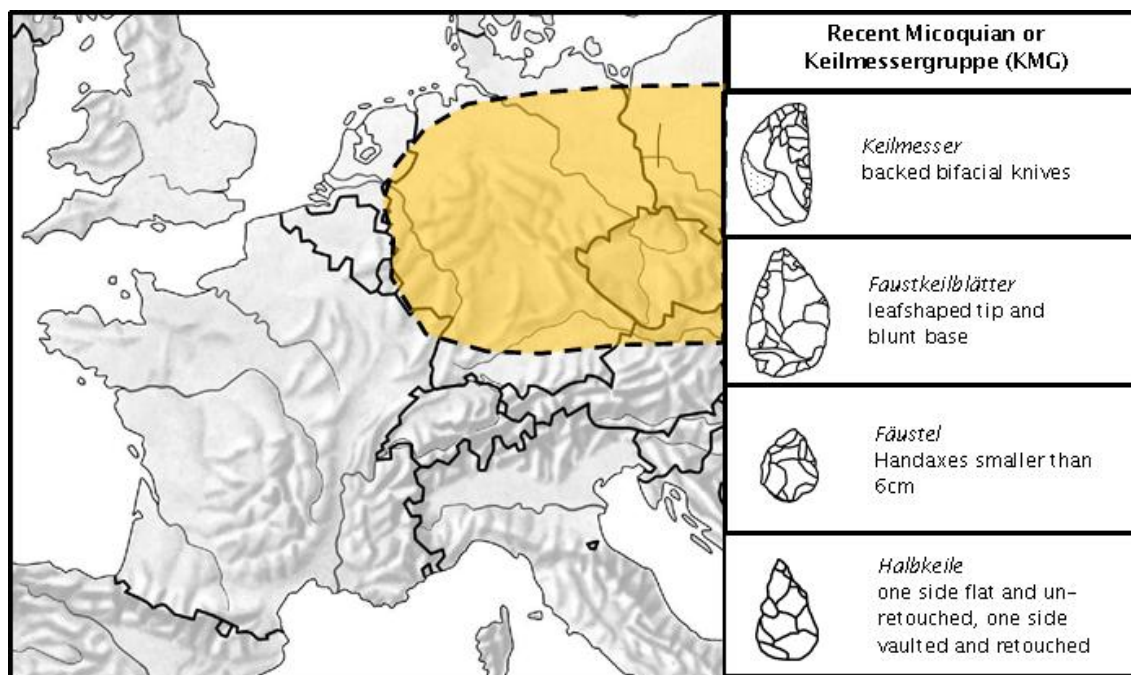 Recent Micoquian or
Keilmessergruppe (KMG)
Keilmesser
backed bifacial knives
Faustkeilblätter
leafshaped tip and
blunt base
Fäustel
Handaxes smaller than
6cm
Halbkeile
one side flat and un-
retouched, one side
vaulted and retouched